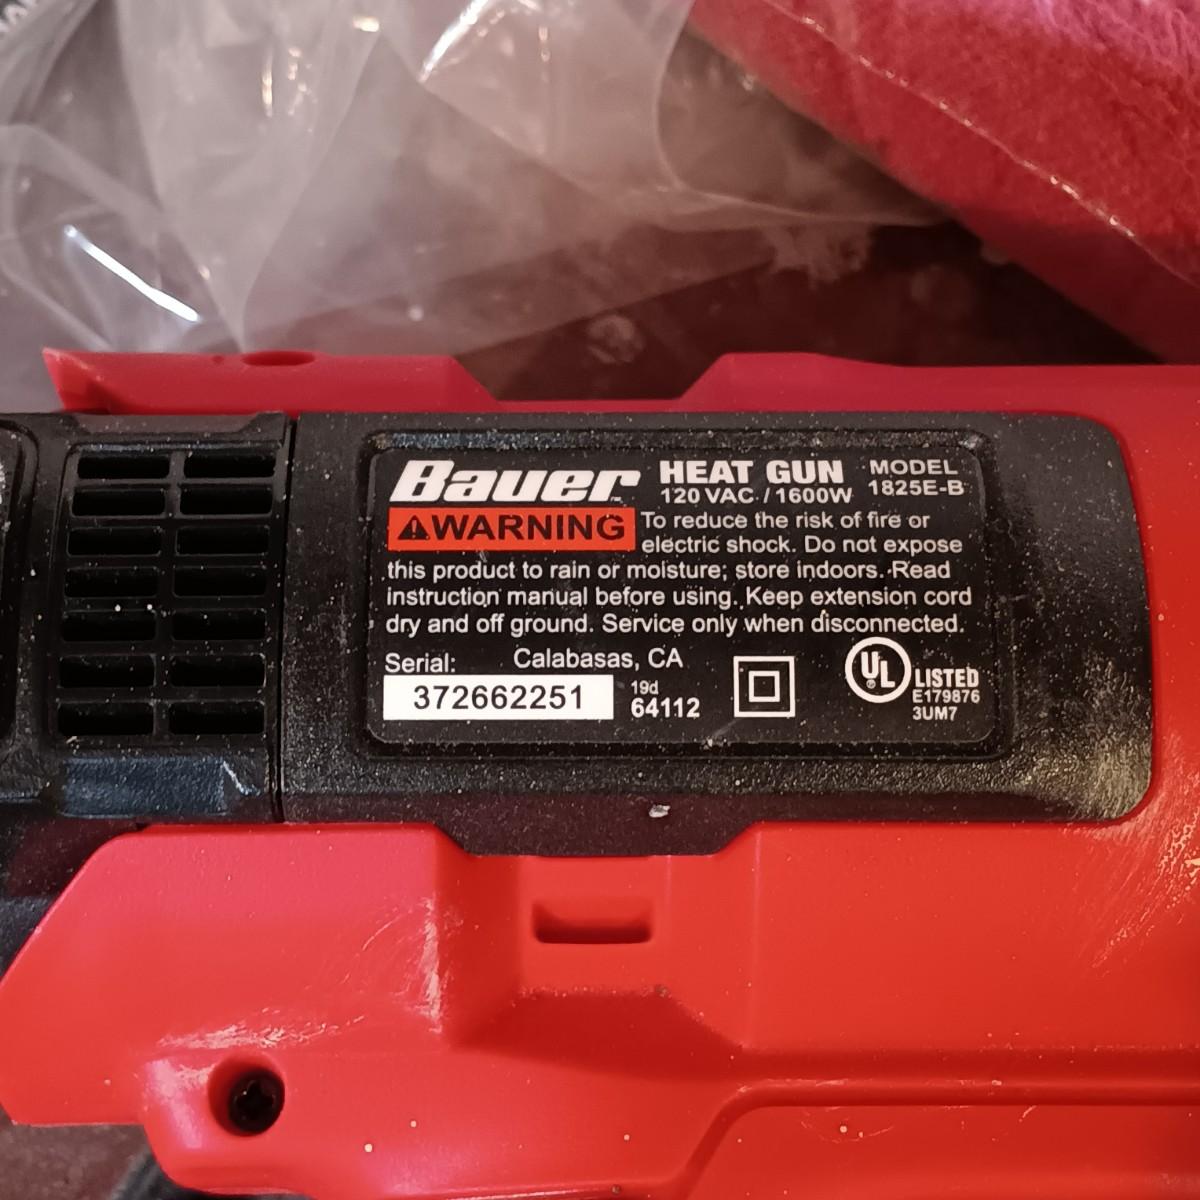 Bauer™ HEAT GUN MODEL
120 VAC / 1600W 1825E-B
⚠WARNING To reduce the risk of fire or
electric shock. Do not expose
this product to rain or moisture; store indoors. Read
instruction manual before using. Keep extension cord
dry and off ground. Service only when disconnected.
Serial: Calabasas, CA
372662251 19d
64112
UL® LISTED
E179876
3UM7